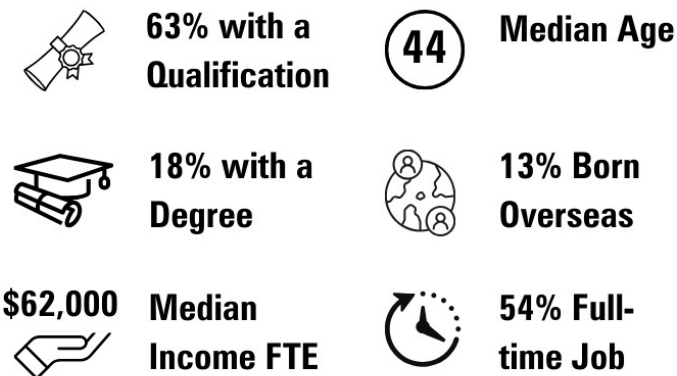 63% with a
Qualification
44
Median Age
18% with a
Degree
13% Born
Overseas
$62,000
Median
Income FTE
54% Full-
time Job